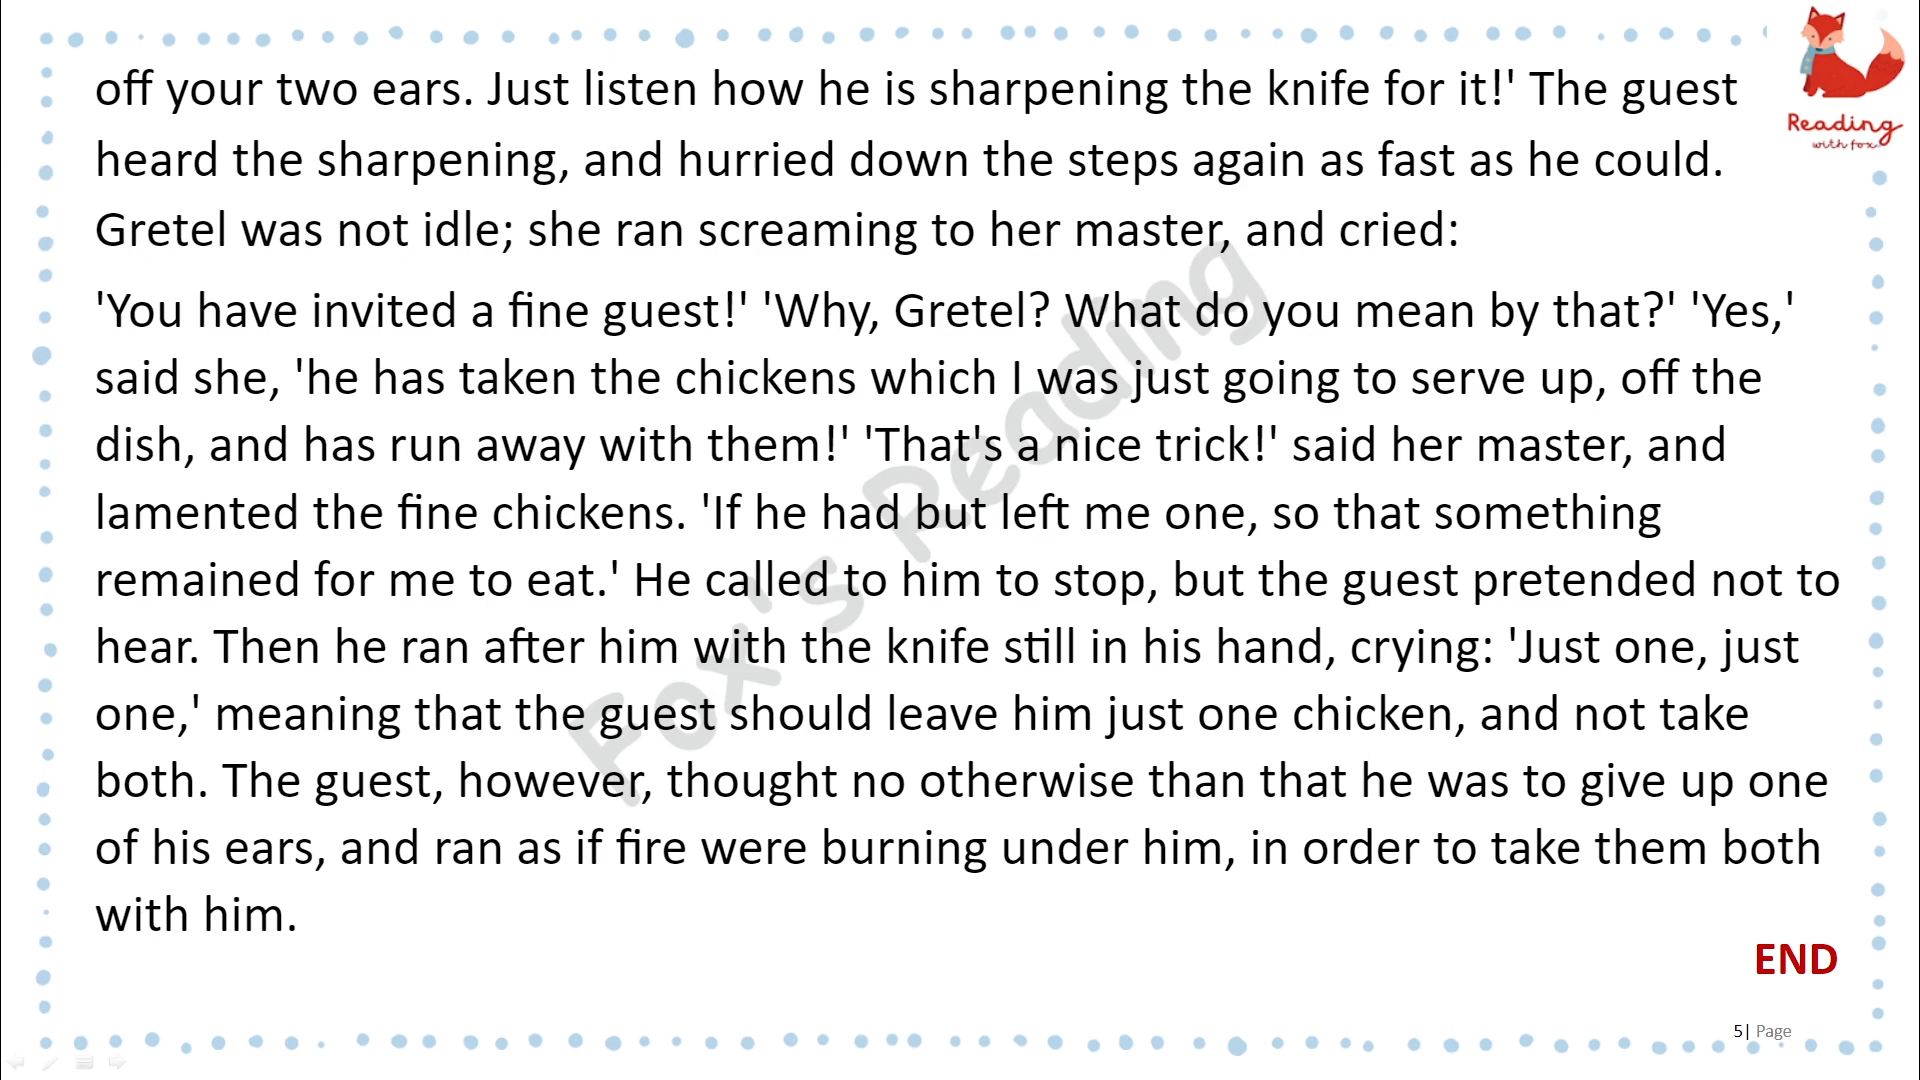 off your two ears. Just listen how he is sharpening the knife for it!' The guest
heard the sharpening, and hurried down the steps again as fast as he could.
Gretel was not idle; she ran screaming to her master, and cried:
'You have invited a fine guest!' 'Why, Gretel? What do you mean by that?' 'Yes,'
said she, 'he has taken the chickens which I was just going to serve up, off the
dish, and has run away with them!' 'That's a nice trick!' said her master, and
lamented the fine chickens. 'If he had but left me one, so that something
remained for me to eat.' He called to him to stop, but the guest pretended not to
hear. Then he ran after him with the knife still in his hand, crying: 'Just one, just
one,' meaning that the guest should leave him just one chicken, and not take
both. The guest, however, thought no otherwise than that he was to give up one
of his ears, and ran as if fire were burning under him, in order to take them both
with him.
END
5| Page
Reading
with fox
Fox's Reading